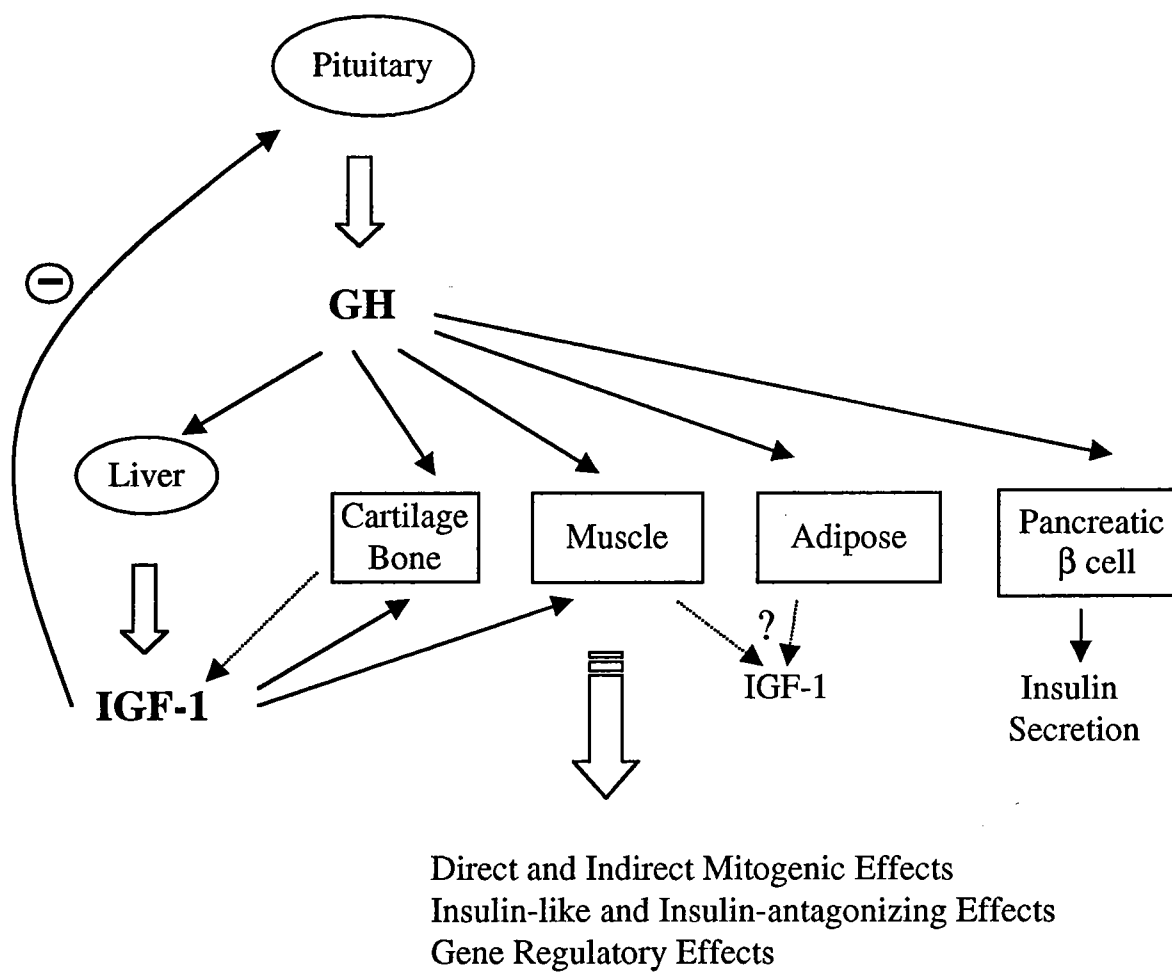 Pituitary
−
GH
Liver
Cartilage
Bone
Muscle
Adipose
Pancreatic
β cell
?
IGF-1
IGF-1
Insulin
Secretion
Direct and Indirect Mitogenic Effects
Insulin-like and Insulin-antagonizing Effects
Gene Regulatory Effects